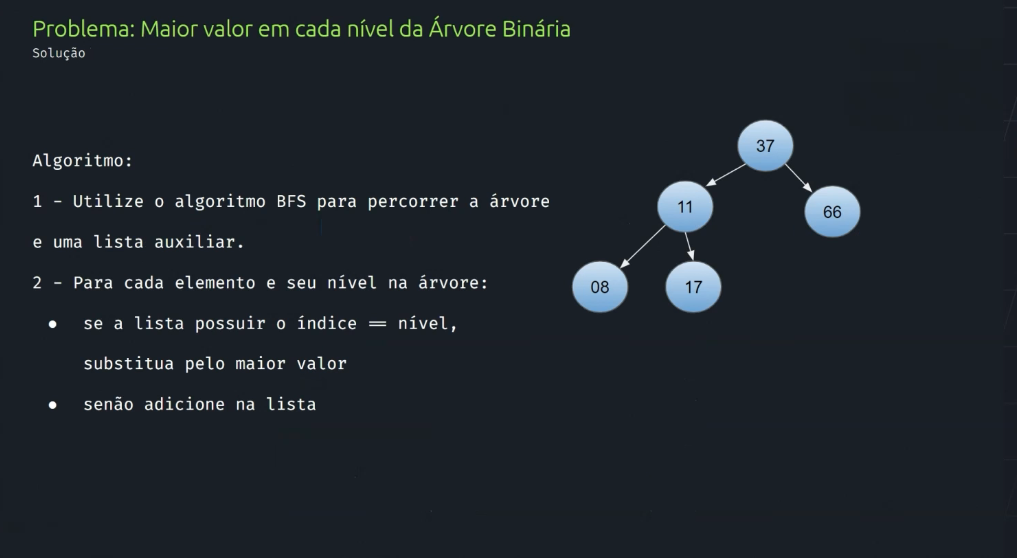 Problema: Maior valor em cada nível da Árvore Binária
Solução
Algoritmo:
1 - Utilize o algoritmo BFS para percorrer a árvore
e uma lista auxiliar.
2 - Para cada elemento e seu nível na árvore:
● se a lista possuir o índice == nível,
substitua pelo maior valor
● senão adicione na lista
37
11
66
08
17